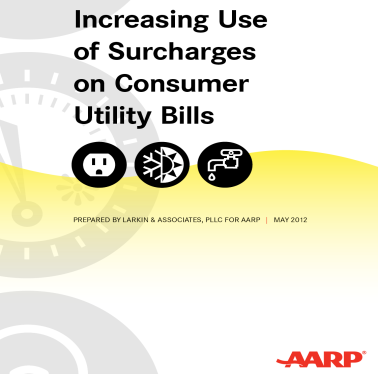 Increasing Use
of Surcharges
on Consumer
Utility Bills
PREPARED BY LARKIN & ASSOCIATES, PLLC FOR AARP | MAY 2012
AARP®